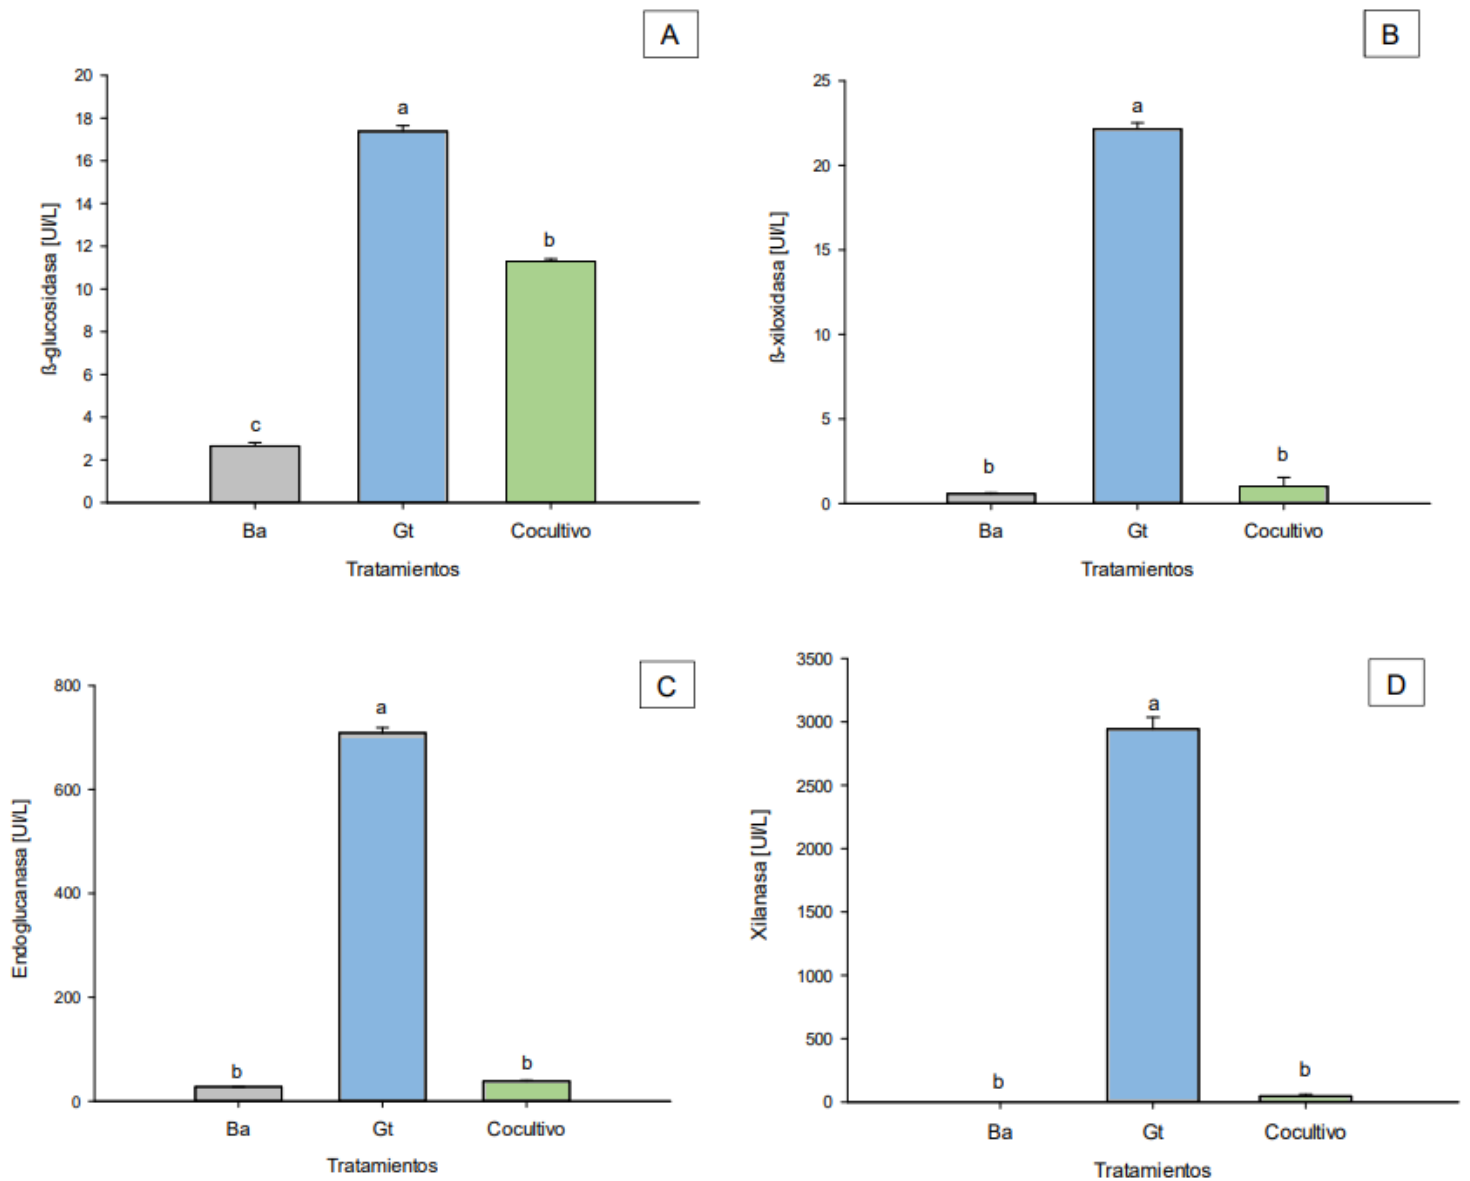 A
ß-glucosidasa [UI/L]
20
18
16
14
12
10
8
6
4
2
0
c
a
b
Ba
Gt
Cocultivo
Tratamientos
B
ß-xiloxidasa [UI/L]
25
20
15
10
5
0
b
a
b
Ba
Gt
Cocultivo
Tratamientos
C
Endoglucanasa [UI/L]
800
600
400
200
0
b
a
b
Ba
Gt
Cocultivo
Tratamientos
D
Xilanasa [UI/L]
3500
3000
2500
2000
1500
1000
500
0
b
a
b
Ba
Gt
Cocultivo
Tratamientos